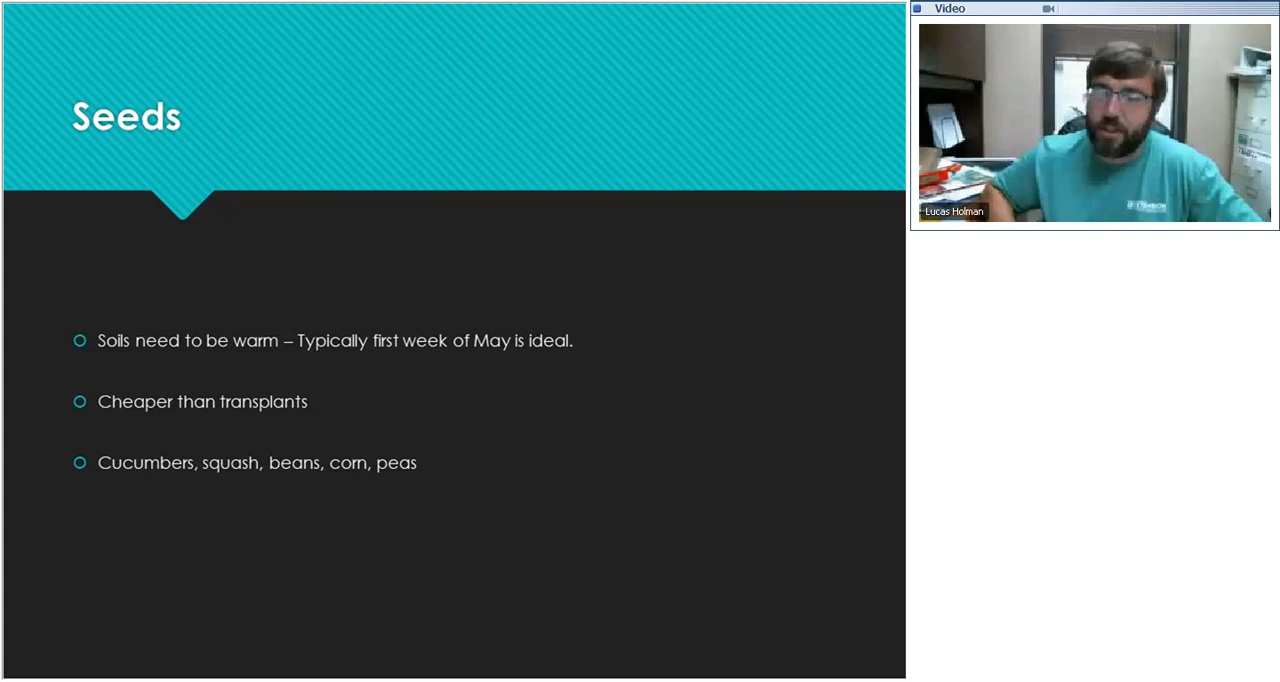 Seeds
Soils need to be warm – Typically first week of May is ideal.
Cheaper than transplants
Cucumbers, squash, beans, corn, peas
Video
Lucas Holman